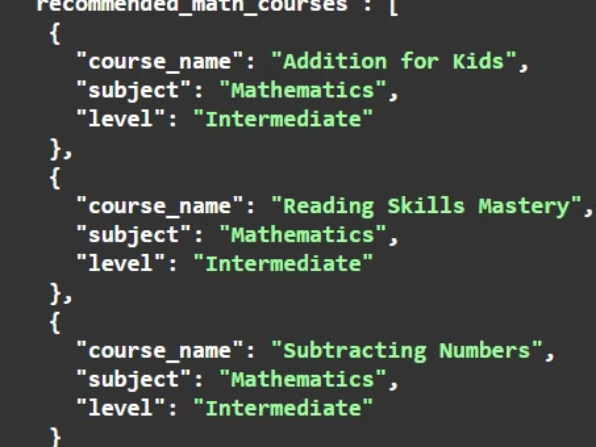 recommended_math_courses": [
{
"course_name": "Addition for Kids",
"subject": "Mathematics",
"level": "Intermediate"
},
{
"course_name": "Reading Skills Mastery",
"subject": "Mathematics",
"level": "Intermediate"
},
{
"course_name": "Subtracting Numbers",
"subject": "Mathematics",
"level": "Intermediate"
}